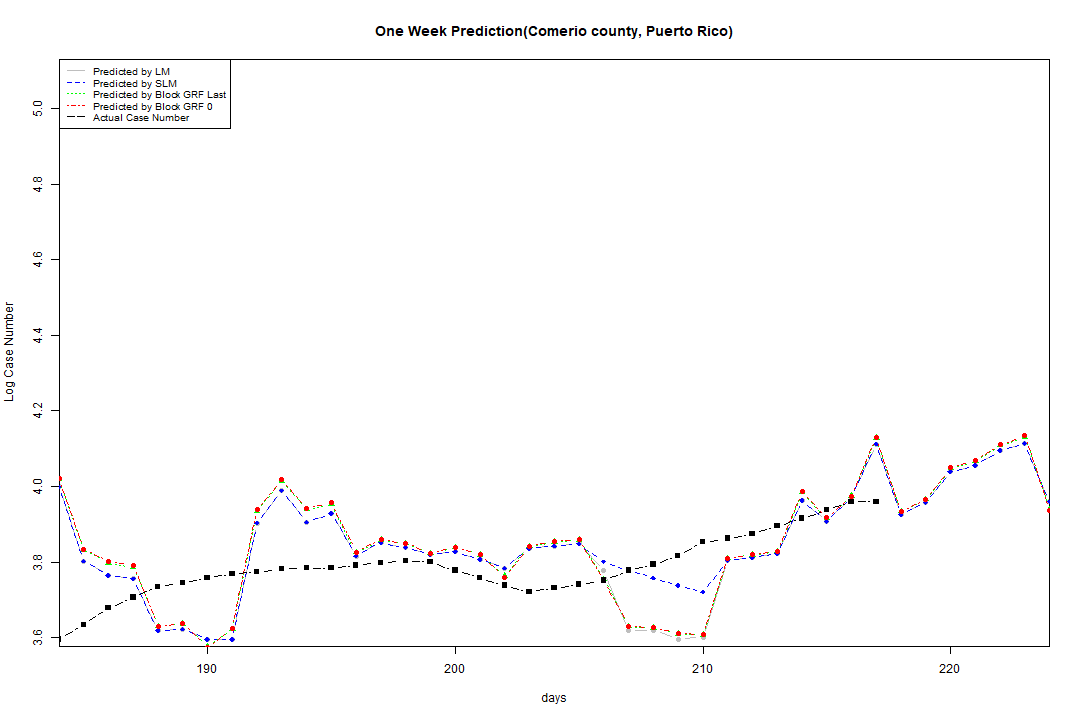 One Week Prediction(Comerio county, Puerto Rico)
Predicted by LM
Predicted by SLM
Predicted by Block GRF Last
Predicted by Block GRF 0
Actual Case Number
5.0
4.8
4.6
4.4
4.2
4.0
3.8
3.6
Log Case Number
190 200 210 220
days